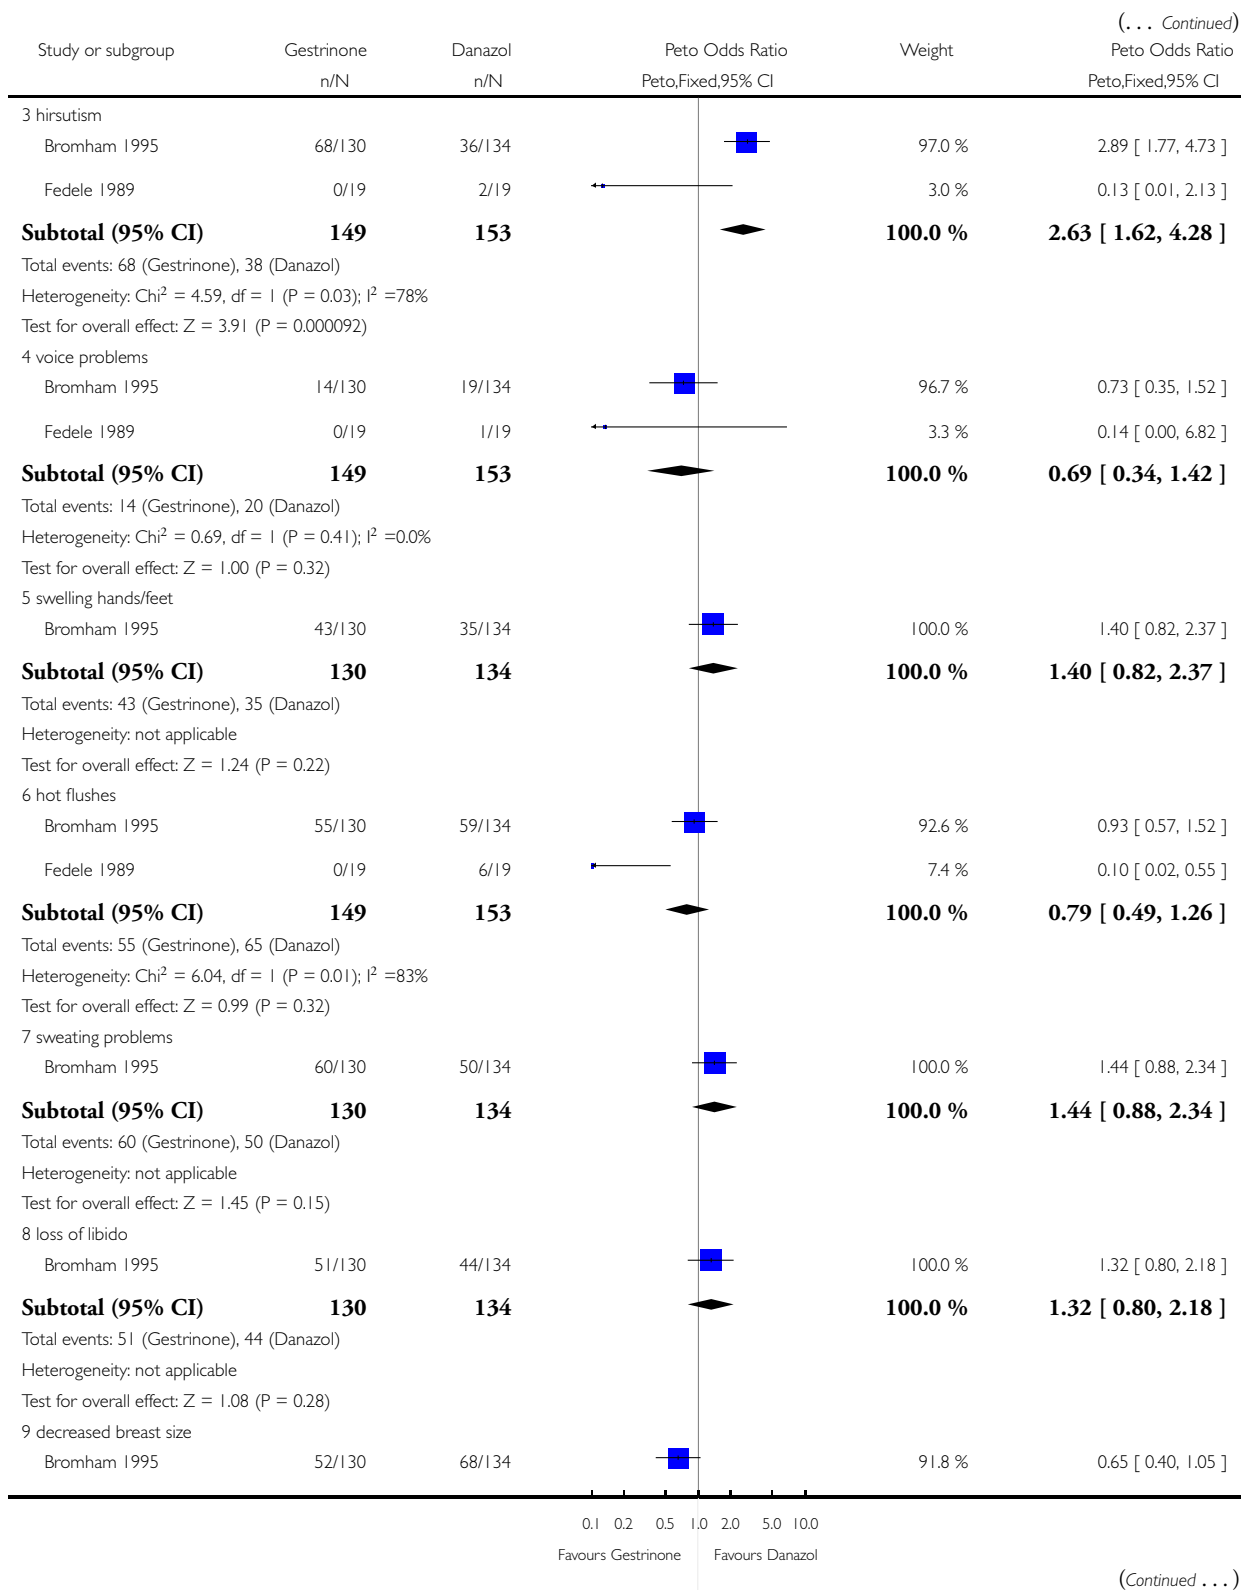 (... Continued)
Study or subgroup Gestrinone Danazol Peto Odds Ratio Weight Peto Odds Ratio
n/N n/N Peto,Fixed,95% CI Peto,Fixed,95% CI
3 hirsutism
Bromham 1995 68/130 36/134 97.0 % 2.89 [ 1.77, 4.73 ]
Fedele 1989 0/19 2/19 3.0 % 0.13 [ 0.01, 2.13 ]
Subtotal (95% CI) 149 153 100.0 % 2.63 [ 1.62, 4.28 ]
Total events: 68 (Gestrinone), 38 (Danazol)
Heterogeneity: Chi² = 4.59, df = 1 (P = 0.03); I² =78%
Test for overall effect: Z = 3.91 (P = 0.000092)
4 voice problems
Bromham 1995 14/130 19/134 96.7 % 0.73 [ 0.35, 1.52 ]
Fedele 1989 0/19 1/19 3.3 % 0.14 [ 0.00, 6.82 ]
Subtotal (95% CI) 149 153 100.0 % 0.69 [ 0.34, 1.42 ]
Total events: 14 (Gestrinone), 20 (Danazol)
Heterogeneity: Chi² = 0.69, df = 1 (P = 0.41); I² =0.0%
Test for overall effect: Z = 1.00 (P = 0.32)
5 swelling hands/feet
Bromham 1995 43/130 35/134 100.0 % 1.40 [ 0.82, 2.37 ]
Subtotal (95% CI) 130 134 100.0 % 1.40 [ 0.82, 2.37 ]
Total events: 43 (Gestrinone), 35 (Danazol)
Heterogeneity: not applicable
Test for overall effect: Z = 1.24 (P = 0.22)
6 hot flushes
Bromham 1995 55/130 59/134 92.6 % 0.93 [ 0.57, 1.52 ]
Fedele 1989 0/19 6/19 7.4 % 0.10 [ 0.02, 0.55 ]
Subtotal (95% CI) 149 153 100.0 % 0.79 [ 0.49, 1.26 ]
Total events: 55 (Gestrinone), 65 (Danazol)
Heterogeneity: Chi² = 6.04, df = 1 (P = 0.01); I² =83%
Test for overall effect: Z = 0.99 (P = 0.32)
7 sweating problems
Bromham 1995 60/130 50/134 100.0 % 1.44 [ 0.88, 2.34 ]
Subtotal (95% CI) 130 134 100.0 % 1.44 [ 0.88, 2.34 ]
Total events: 60 (Gestrinone), 50 (Danazol)
Heterogeneity: not applicable
Test for overall effect: Z = 1.45 (P = 0.15)
8 loss of libido
Bromham 1995 51/130 44/134 100.0 % 1.32 [ 0.80, 2.18 ]
Subtotal (95% CI) 130 134 100.0 % 1.32 [ 0.80, 2.18 ]
Total events: 51 (Gestrinone), 44 (Danazol)
Heterogeneity: not applicable
Test for overall effect: Z = 1.08 (P = 0.28)
9 decreased breast size
Bromham 1995 52/130 68/134 91.8 % 0.65 [ 0.40, 1.05 ]
0.1 0.2 0.5 1.0 2.0 5.0 10.0
Favours Gestrinone Favours Danazol
(Continued ...)